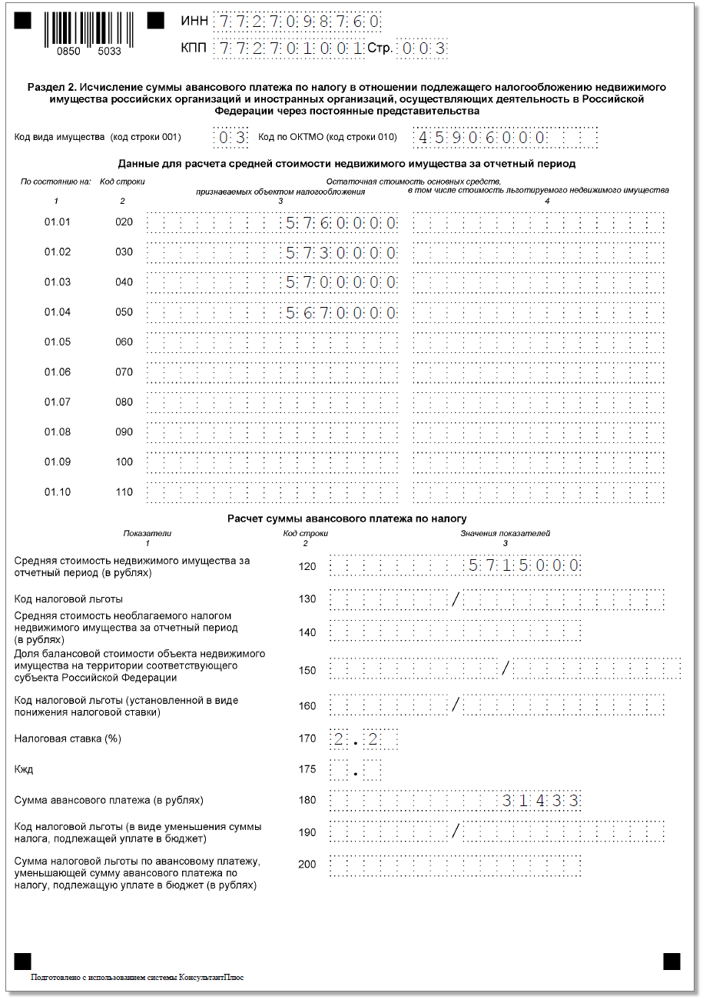 ИНН 7727098760
0850 5033
КПП 772701001 Стр. 003
Раздел 2. Исчисление суммы авансового платежа по налогу в отношении подлежащего налогообложению недвижимого
имущества российских организаций и иностранных организаций, осуществляющих деятельность в Российской
Федерации через постоянные представительства
Код вида имущества (код строки 001) 03 Код по ОКТМО (код строки 010) 45906000
Данные для расчета средней стоимости недвижимого имущества за отчетный период
По состоянию на: Код строки Остаточная стоимость основных средств,
признаваемых объектом налогообложения в том числе стоимость льготируемого недвижимого имущества
1 2 3 4
01.01 020 5760000
01.02 030 5730000
01.03 040 5700000
01.04 050 5670000
01.05 060
01.06 070
01.07 080
01.08 090
01.09 100
01.10 110
Расчет суммы авансового платежа по налогу
Показатели Код строки Значения показателей
1 2 3
Средняя стоимость недвижимого имущества за
отчетный период (в рублях) 120 5715000
Код налоговой льготы 130 /
Средняя стоимость необлагаемого налогом
недвижимого имущества за отчетный период
(в рублях) 140
Доля балансовой стоимости объекта недвижимого
имущества на территории соответствующего
субъекта Российской Федерации 150 /
Код налоговой льготы (установленной в виде
понижения налоговой ставки) 160 /
Налоговая ставка (%) 170 2.2
Кжд 175 .
Сумма авансового платежа (в рублях) 180 31433
Код налоговой льготы (в виде уменьшения суммы
налога, подлежащей уплате в бюджет) 190 /
Сумма налоговой льготы по авансовому платежу,
уменьшающей сумму авансового платежа по
налогу, подлежащую уплате в бюджет (в рублях) 200
Подготовлено с использованием системы КонсультантПлюс